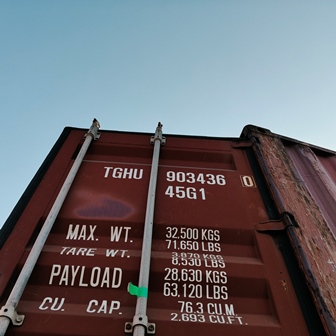 TGHU 903436 0
45G1
MAX. WT. 32,500 KGS
71,650 LBS
TARE WT. 3,870 KGS
8,530 LBS
PAYLOAD 28,630 KGS
63,120 LBS
CU. CAP. 76.3 CU.M
2,693 CU.FT.